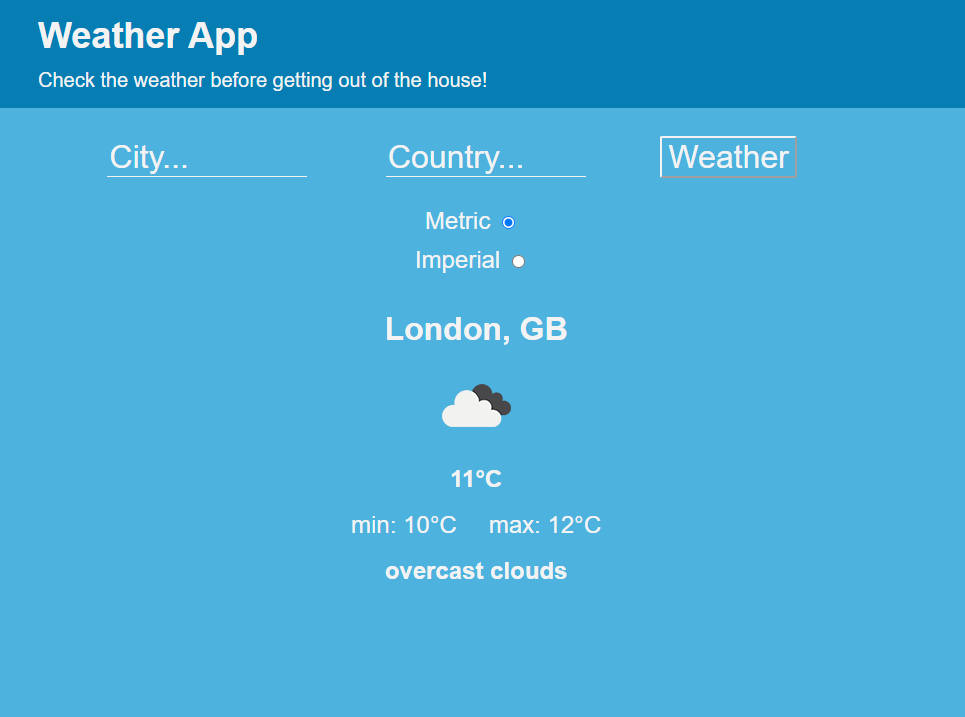 Weather App
Check the weather before getting out of the house!
City... Country... Weather
Metric
Imperial
London, GB
11°C
min: 10°C max: 12°C
overcast clouds